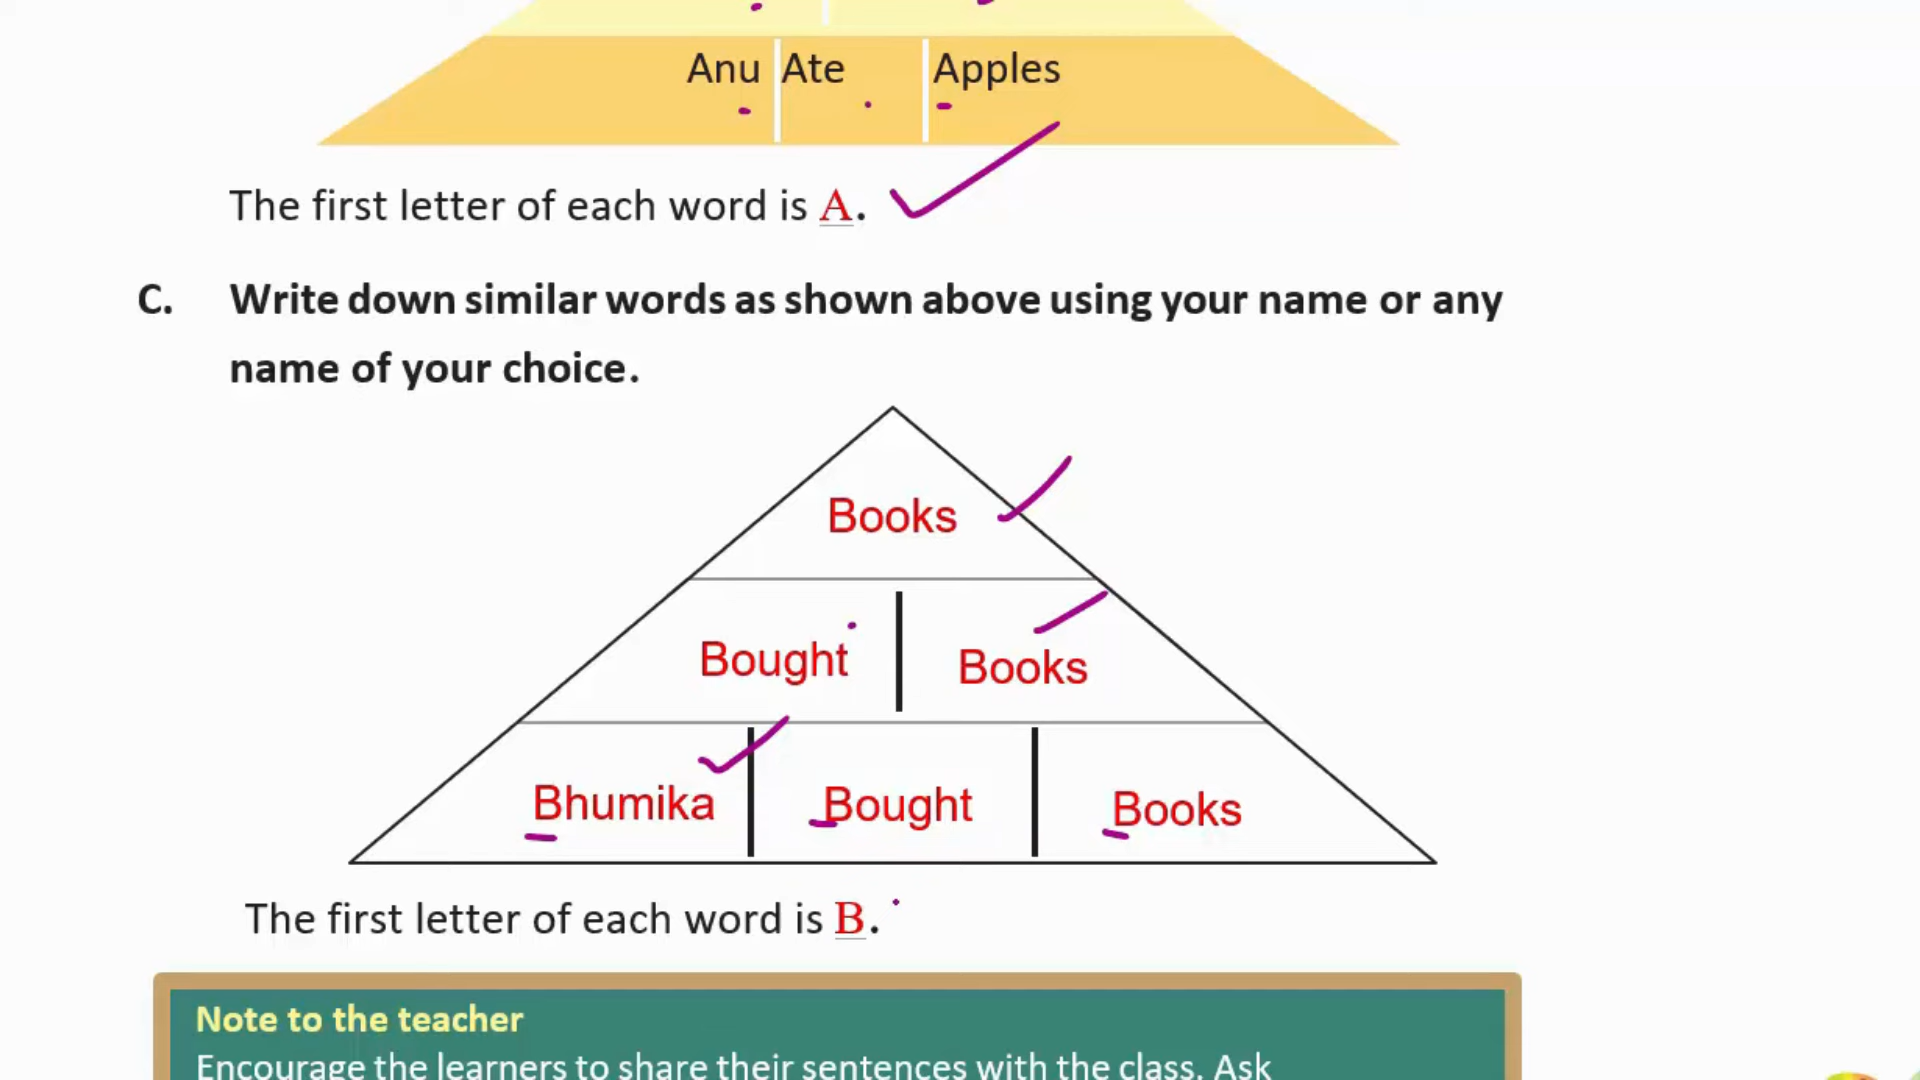 Anu Ate Apples
The first letter of each word is A.
C. Write down similar words as shown above using your name or any
name of your choice.
Books
Bought Books
Bhumika Bought Books
The first letter of each word is B.
Note to the teacher
Encourage the learners to share their sentences with the class. Ask